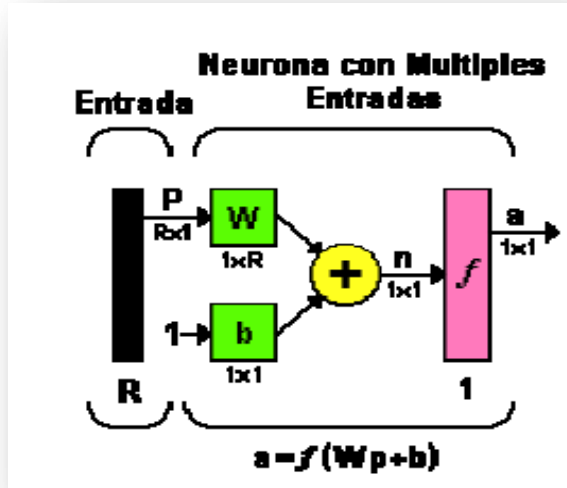 Neurona con Multiples
Entradas
Entrada
P
Rx1
W
1xR
1
b
1x1
+
n
1x1
f
a
1x1
R
1
a=f(Wp+b)